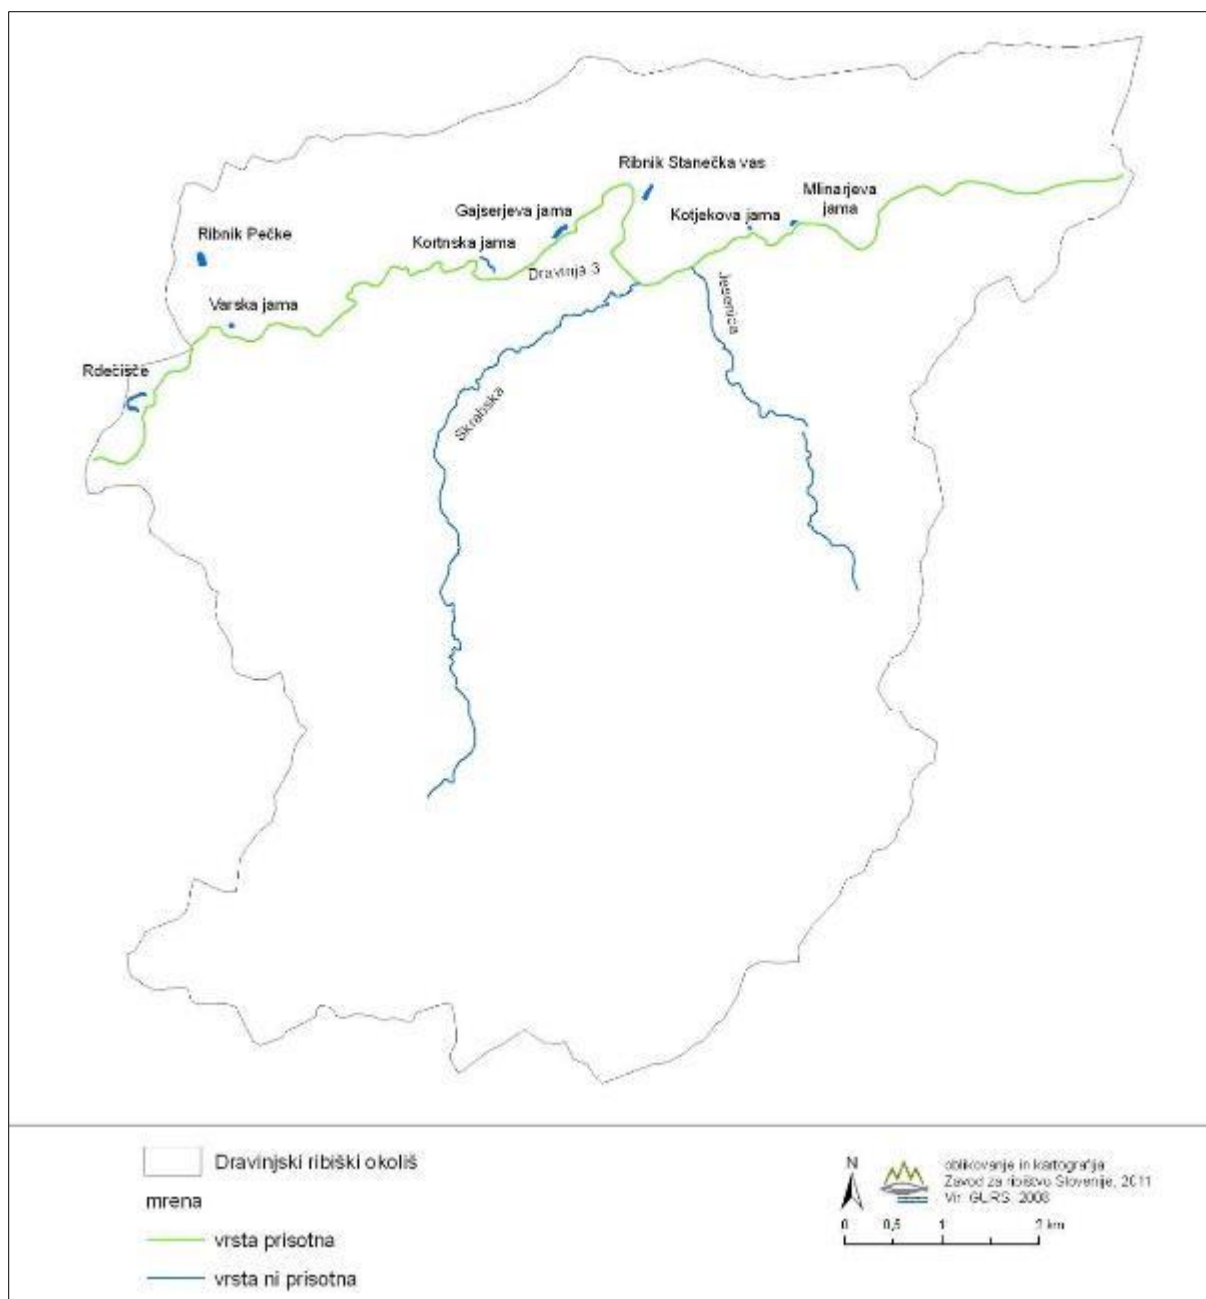 Ribnik Stanečka vas
Mlinarjeva
jama
Gajserjeva jama
Kotjekova jama
Ribnik Pečke
Kortnska jama
Dravinja 3
Jesenica
Varska jama
Rdečišče
Skrabska
Dravinjski ribiški okoliš
mrena
vrsta prisotna
vrsta ni prisotna
N
oblikovanje in kartografija
Zavod za ribištvo Slovenije, 2011
Vir: GURS, 2008
0 0,5 1 2 km